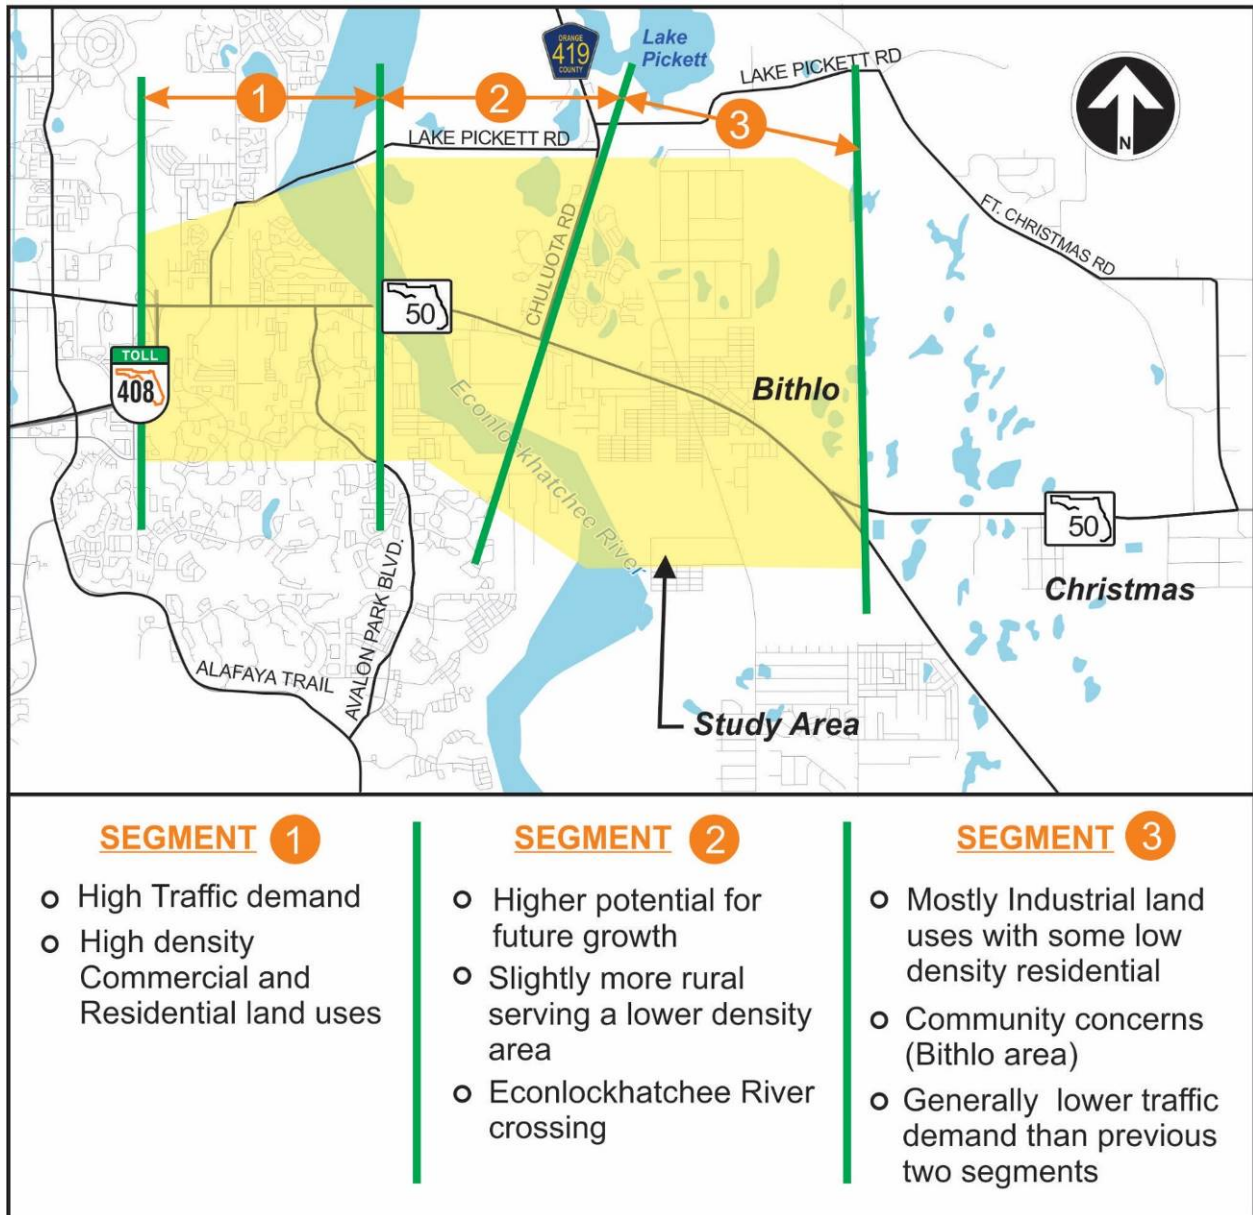 ORANGE
419
COUNTY
Lake
Pickett
LAKE PICKETT RD
1
2
3
LAKE PICKETT RD
N
FT. CHRISTMAS RD
CHULUOTA RD
50
TOLL
408
Bithlo
Econlockhatchee River
50
Christmas
AVALON PARK BLVD.
ALAFAYA TRAIL
Study Area
SEGMENT 1
High Traffic demand
High density
Commercial and
Residential land uses
SEGMENT 2
Higher potential for
future growth
Slightly more rural
serving a lower density
area
Econlockhatchee River
crossing
SEGMENT 3
Mostly Industrial land
uses with some low
density residential
Community concerns
(Bithlo area)
Generally lower traffic
demand than previous
two segments